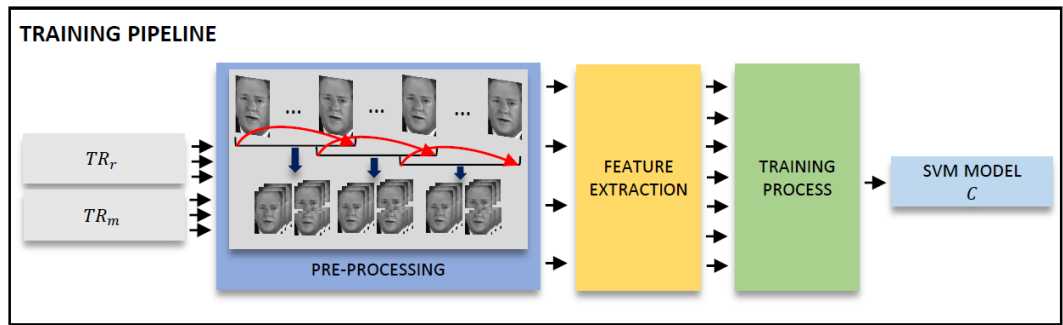 TRAINING PIPELINE
TR_r
TR_m
... ... ...
PRE-PROCESSING
FEATURE
EXTRACTION
TRAINING
PROCESS
SVM MODEL
C